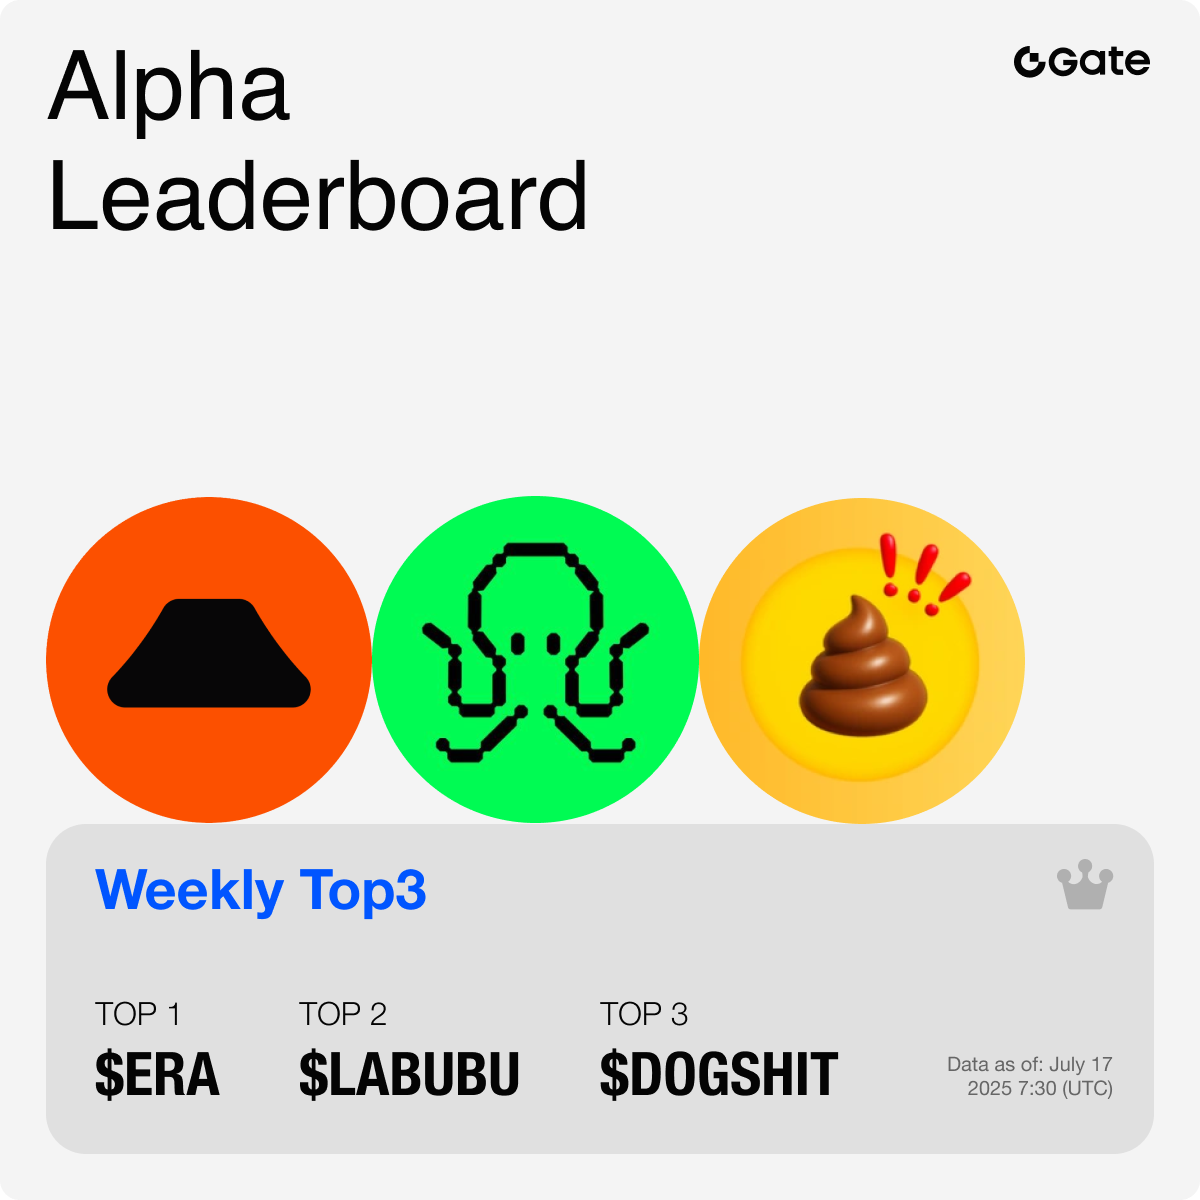 Alpha
Leaderboard
Gate
Weekly Top3
TOP 1
$ERA
TOP 2
$LABUBU
TOP 3
$DOGSHIT
Data as of: July 17
2025 7:30 (UTC)